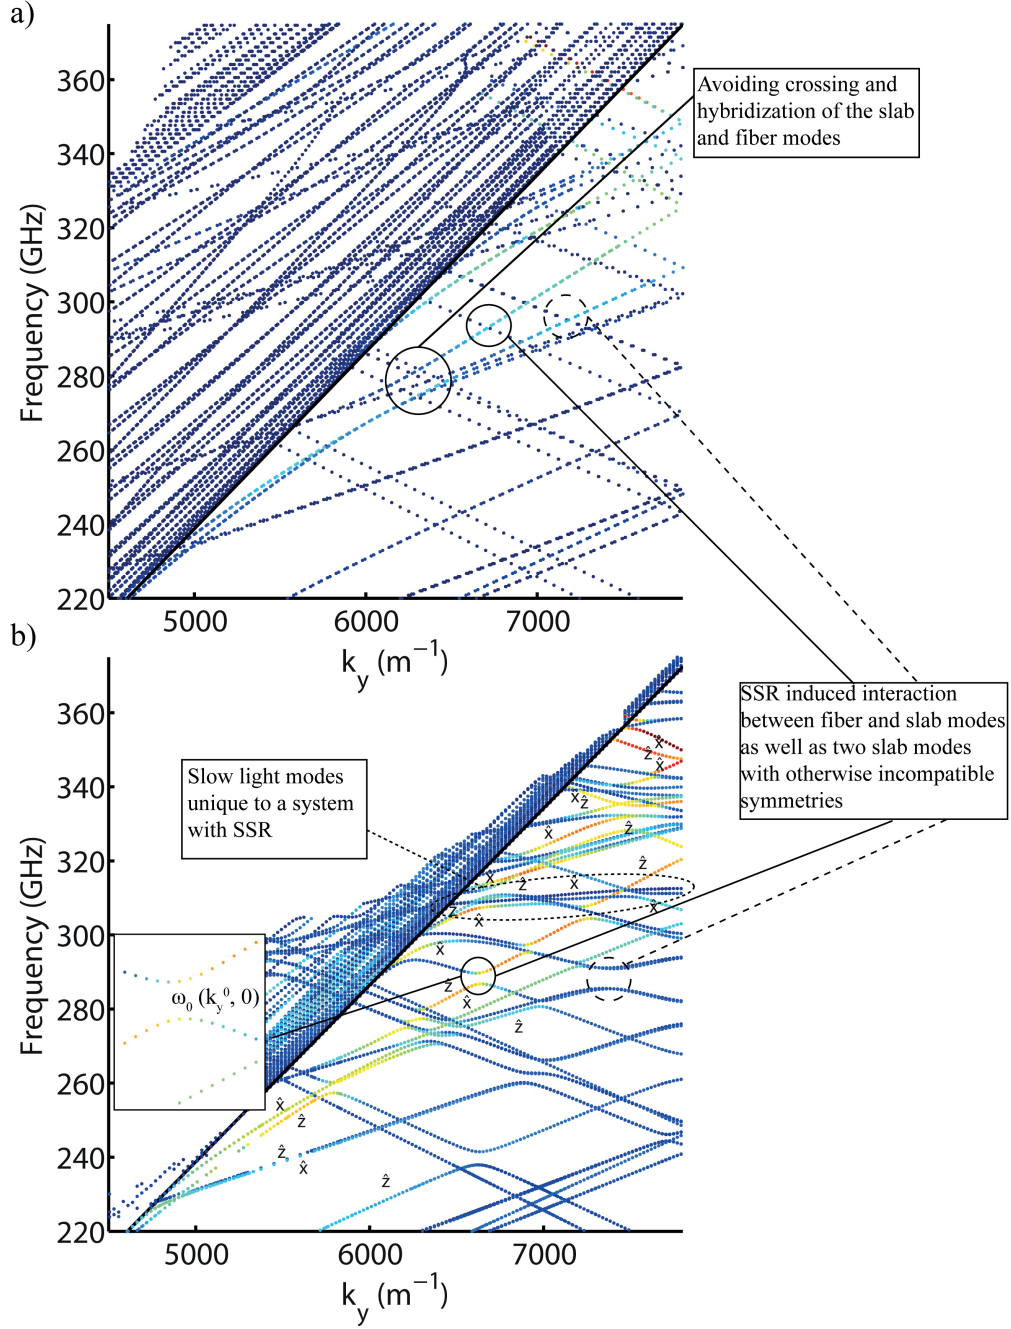 a)
360
340
320
300
280
260
240
220
Frequency (GHz)
5000
6000
7000
k_y (m⁻¹)
Avoiding crossing and
hybridization of the slab
and fiber modes
b)
360
340
320
300
280
260
240
220
Frequency (GHz)
5000
6000
7000
k_y (m⁻¹)
Slow light modes
unique to a system
with SSR
SSR induced interaction
between fiber and slab modes
as well as two slab modes
with otherwise incompatible
symmetries
ω₀ (k_y⁰, 0)
x̂
ẑ
x̂
x̂
ẑ
x̂
ẑ
ẑ
x̂
ẑ
x̂
ẑ
x̂
x̂
x̂
ẑ
ẑ
x̂
ẑ
x̂
ẑ
ẑ
x̂
ẑ